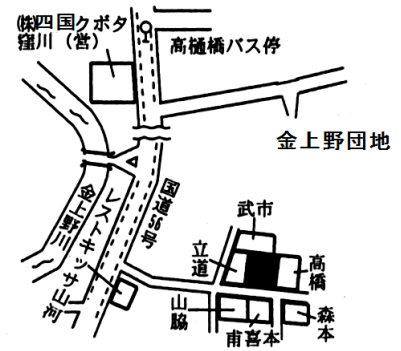 ㈱四国クボタ
窪川(営)
高樋橋バス停
金上野団地
国道56号
金上野川
レストキッサ山河
武市
立道
高橋
山脇
甫喜本
森本